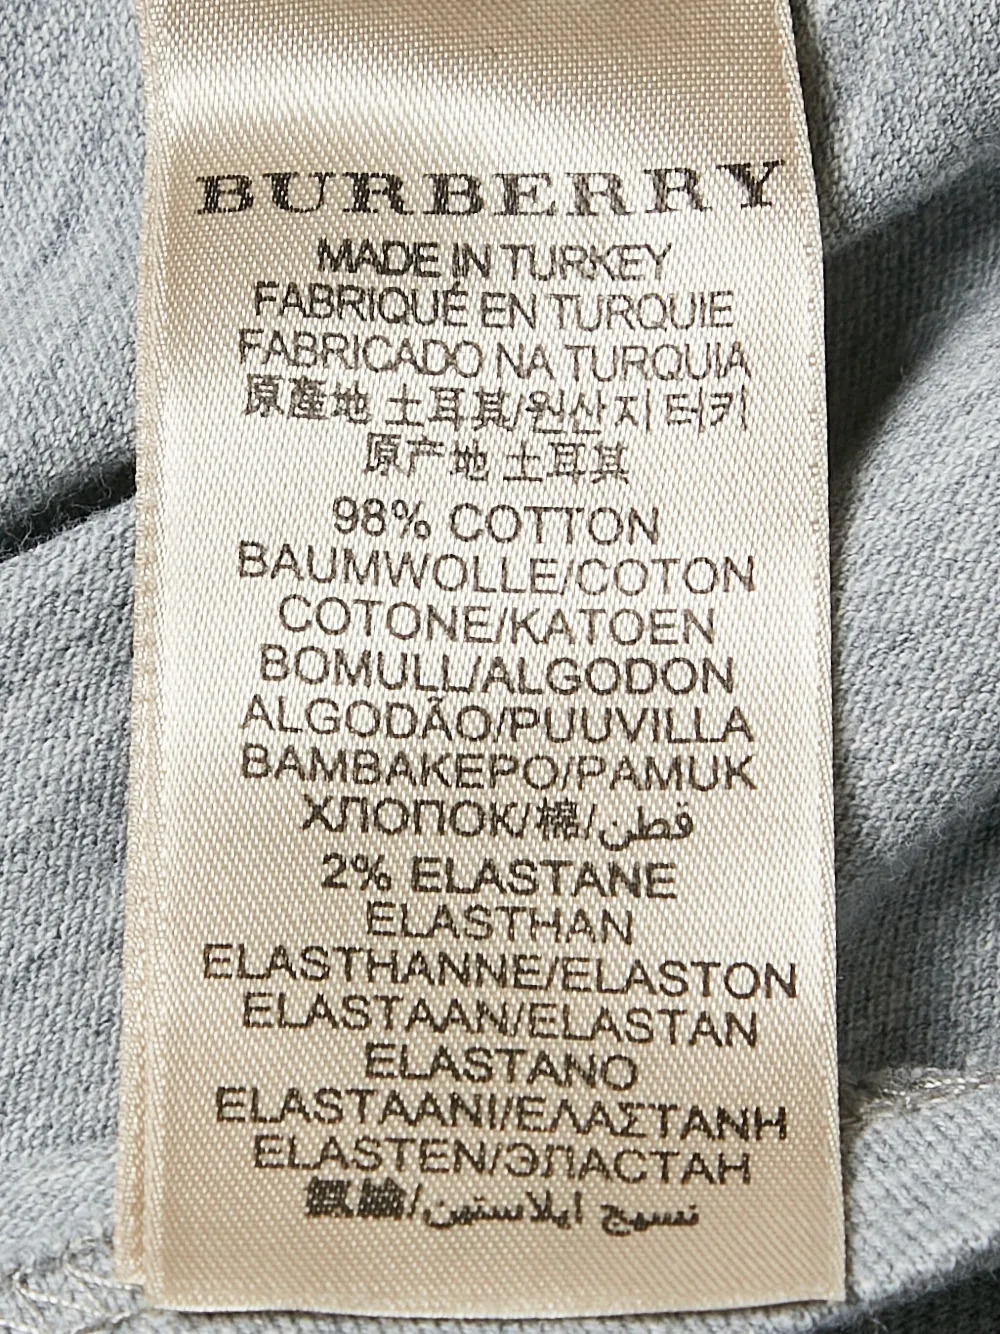 BURBERRY
MADE IN TURKEY
FABRIQUÉ EN TURQUIE
FABRICADO NA TURQUIA
原產地 土耳其/원산지 터키
原产地 土耳其
98% COTTON
BAUMWOLLE/COTON
COTONE/KATOEN
BOMULL/ALGODON
ALGODÃO/PUUVILLA
BAMBAKEPO/PAMUK
ХЛОПОК/棉/قطن
2% ELASTANE
ELASTHAN
ELASTHANNE/ELASTON
ELASTAAN/ELASTAN
ELASTANO
ELASTAANI/ΕΛΑΣΤΑΝΗ
ELASTEN/ЭЛАСТАН
/نسيج ايلاستين